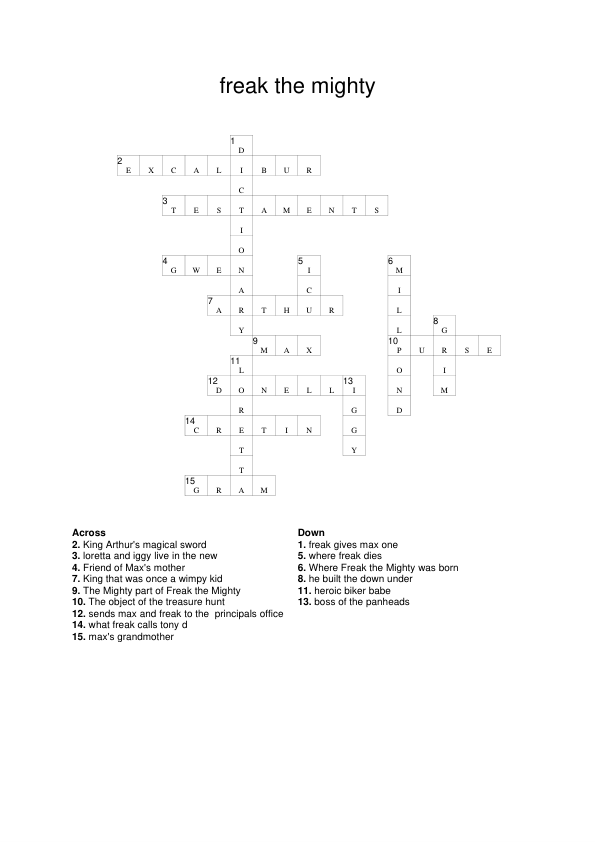 freak the mighty
1
D
2
E X C A L I B U R
C
3
T E S T A M E N T S
I
O
4 5 6
G W E N I M
A C I
7
A R T H U R L
8
Y L G
9 10
M A X P U R S E
11
L O I
12 13
D O N E L L I N M
R G D
14
C R E T I N G
T Y
T
15
G R A M
Across
2. King Arthur's magical sword
3. loretta and iggy live in the new
4. Friend of Max's mother
7. King that was once a wimpy kid
9. The Mighty part of Freak the Mighty
10. The object of the treasure hunt
12. sends max and freak to the principals office
14. what freak calls tony d
15. max's grandmother
Down
1. freak gives max one
5. where freak dies
6. Where Freak the Mighty was born
8. he built the down under
11. heroic biker babe
13. boss of the panheads